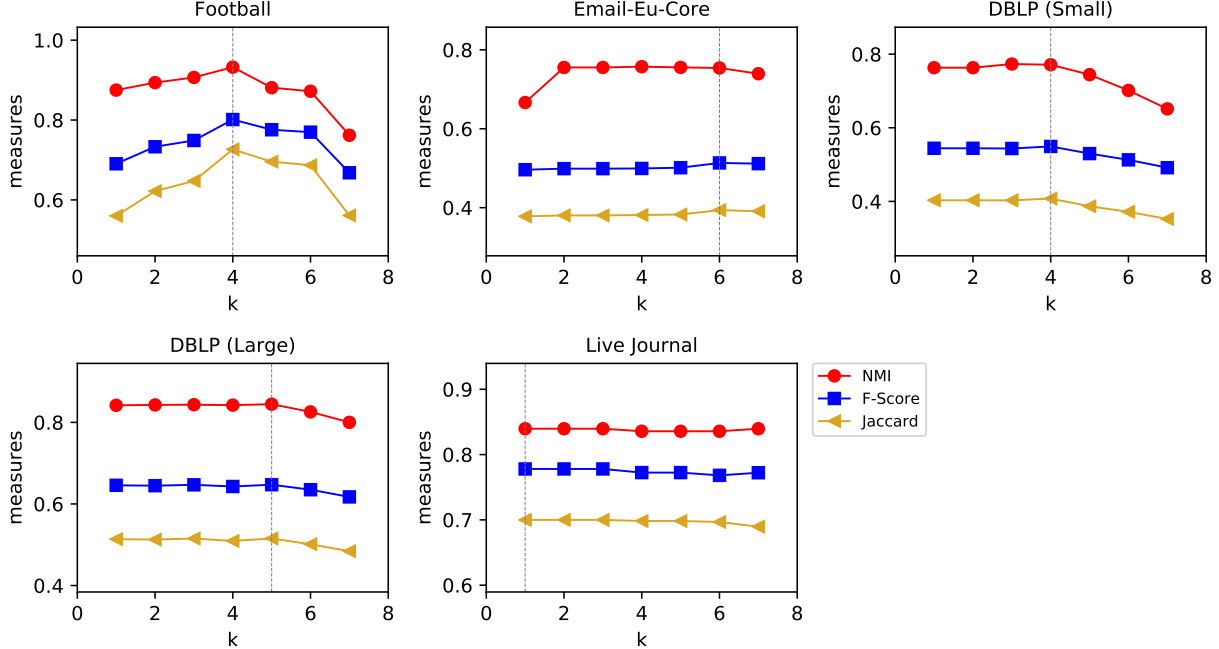 Football
1.0
0.8
0.6
measures
0 2 4 6 8
k
Email-Eu-Core
0.8
0.6
0.4
measures
0 2 4 6 8
k
DBLP (Small)
0.8
0.6
0.4
measures
0 2 4 6 8
k
DBLP (Large)
0.8
0.6
0.4
measures
0 2 4 6 8
k
Live Journal
0.9
0.8
0.7
0.6
measures
0 2 4 6 8
k
NMI
F-Score
Jaccard